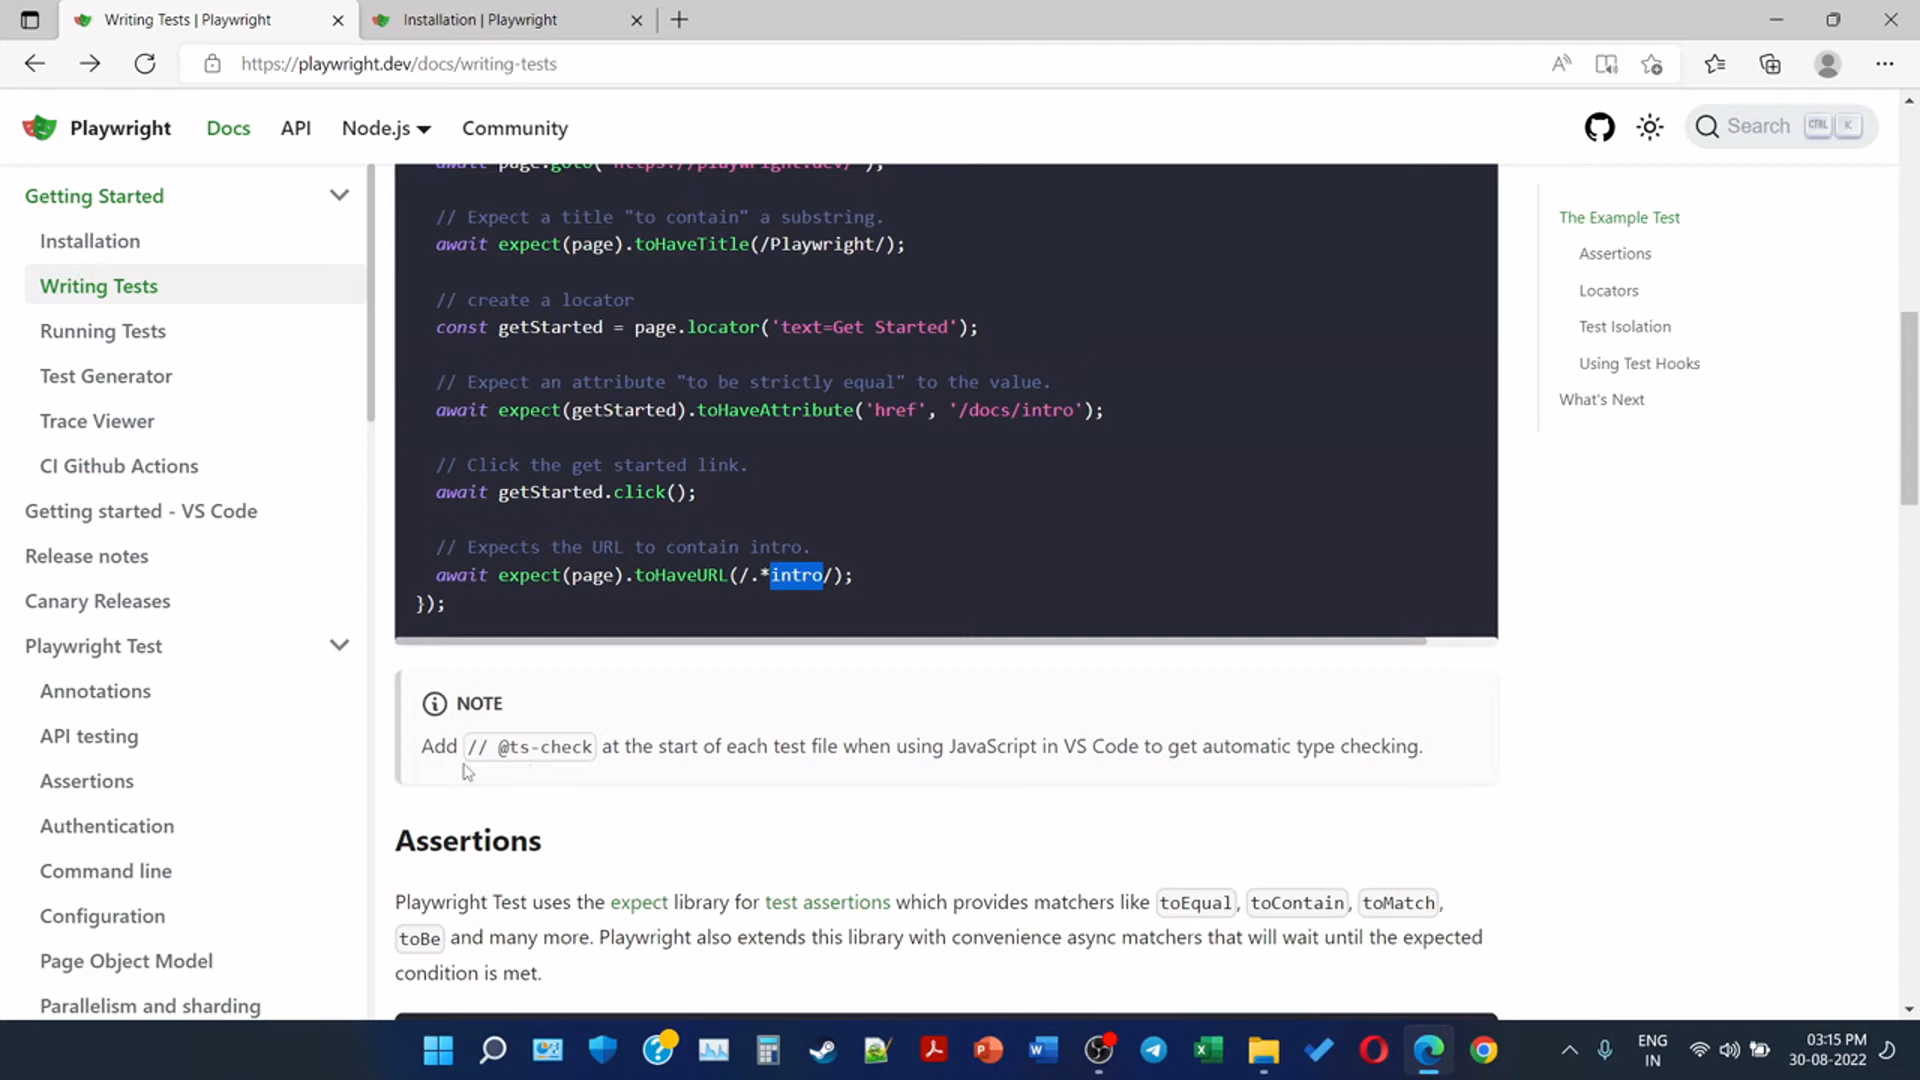 Writing Tests | Playwright
Installation | Playwright
https://playwright.dev/docs/writing-tests
Playwright
Docs
API
Node.js
Community
Search
CTRL
K
Getting Started
Installation
Writing Tests
Running Tests
Test Generator
Trace Viewer
CI Github Actions
Getting started - VS Code
Release notes
Canary Releases
Playwright Test
Annotations
API testing
Assertions
Authentication
Command line
Configuration
Page Object Model
Parallelism and sharding
await page.goto('https://playwright.dev/');
// Expect a title "to contain" a substring.
await expect(page).toHaveTitle(/Playwright/);
// create a locator
const getStarted = page.locator('text=Get Started');
// Expect an attribute "to be strictly equal" to the value.
await expect(getStarted).toHaveAttribute('href', '/docs/intro');
// Click the get started link.
await getStarted.click();
// Expects the URL to contain intro.
await expect(page).toHaveURL(/.*intro/);
});
NOTE
Add // @ts-check at the start of each test file when using JavaScript in VS Code to get automatic type checking.
Assertions
Playwright Test uses the expect library for test assertions which provides matchers like toEqual, toContain, toMatch,
toBe and many more. Playwright also extends this library with convenience async matchers that will wait until the expected
condition is met.
The Example Test
Assertions
Locators
Test Isolation
Using Test Hooks
What's Next
ENG
IN
03:15 PM
30-08-2022